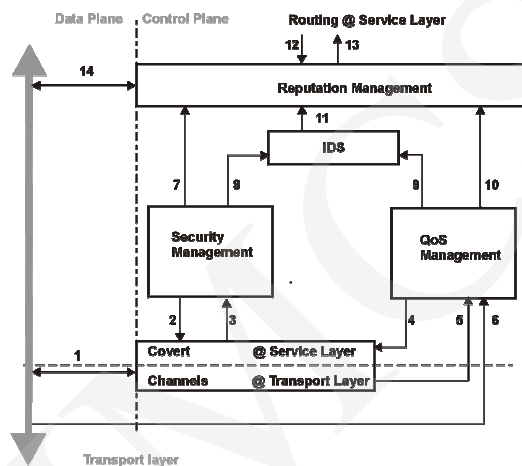 Data Plane
Control Plane
Routing @ Service Layer
12
13
14
Reputation Management
11
IDS
7
9
9
10
Security
Management
QoS
Management
2
3
4
5
6
1
Covert @ Service Layer
Channels @ Transport Layer
Transport layer